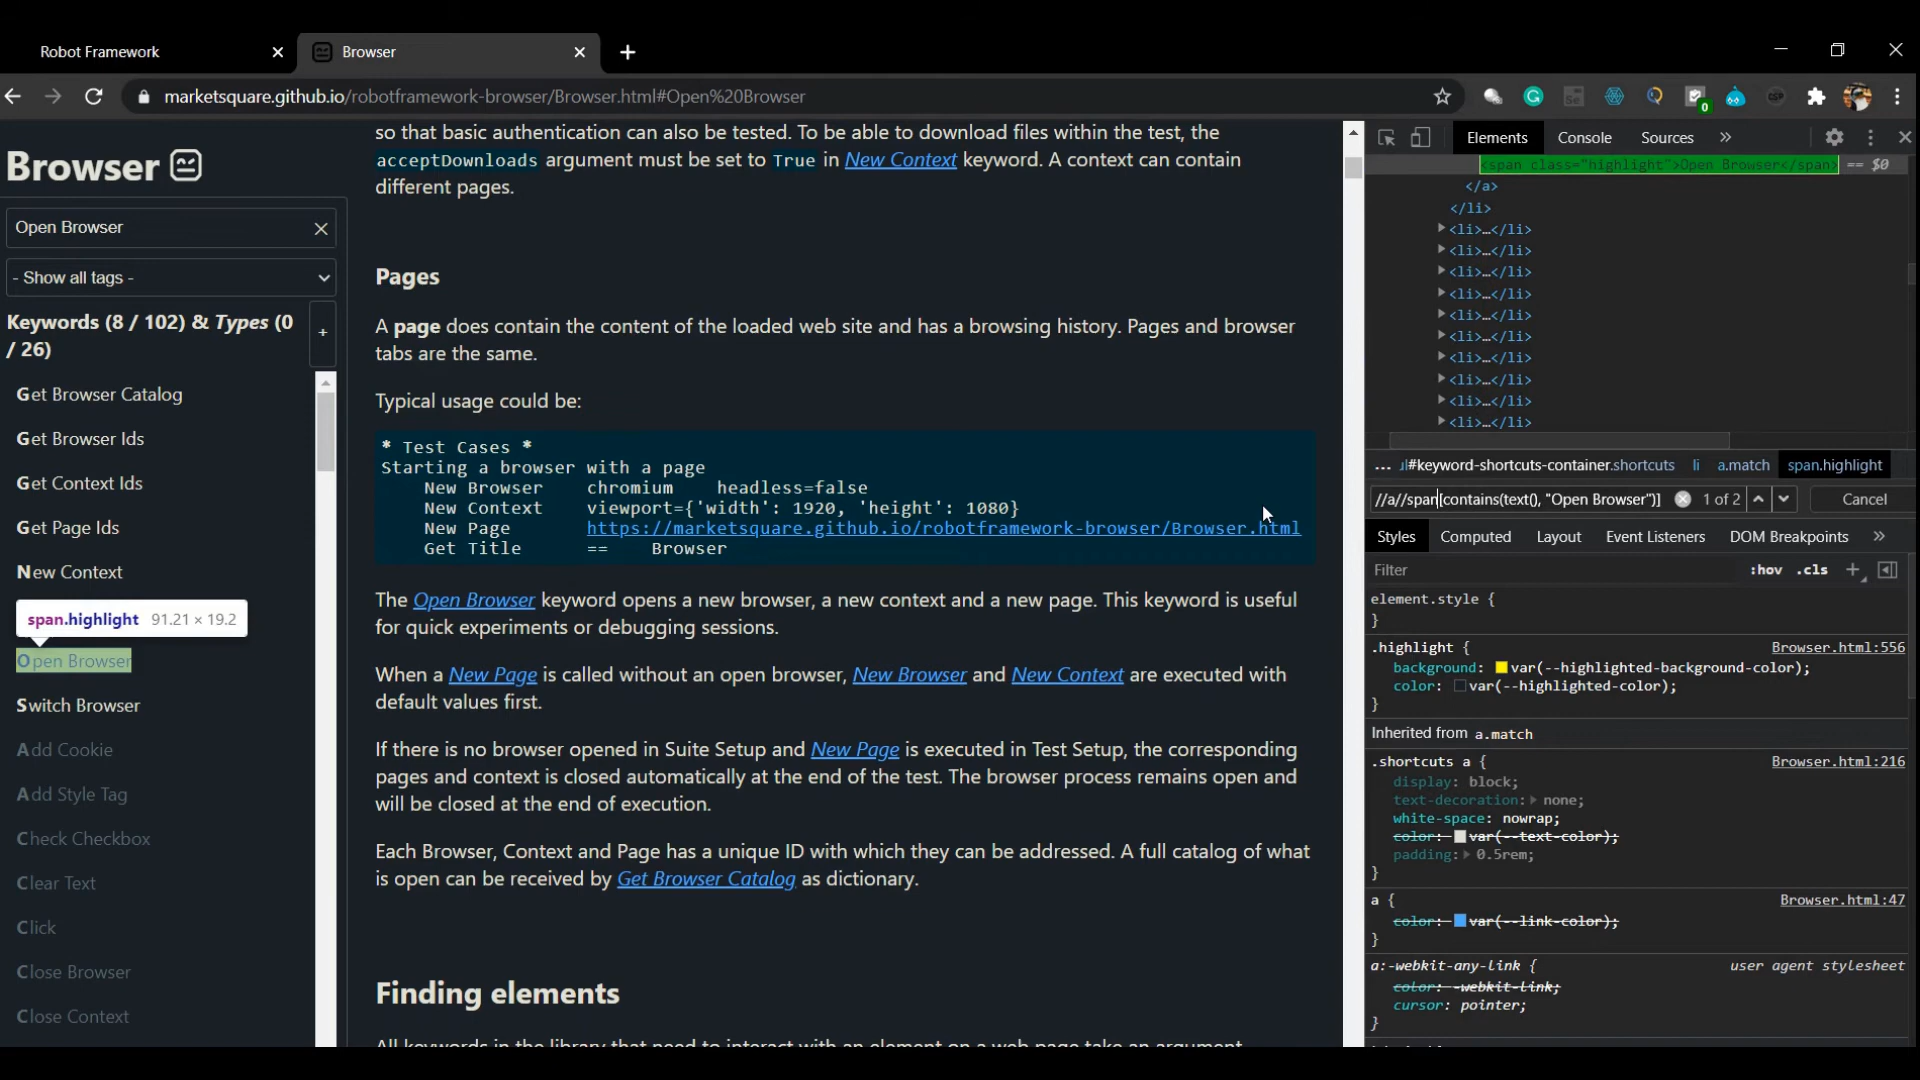 Robot Framework
Browser
marketsquare.github.io/robotframework-browser/Browser.html#Open%20Browser
0
Browser
Open Browser
- Show all tags -
Keywords (8 / 102) & Types (0
/ 26)
+
Get Browser Catalog
Get Browser Ids
Get Context Ids
Get Page Ids
New Context
span.highlight 91.21 × 19.2
Open Browser
Switch Browser
Add Cookie
Add Style Tag
Check Checkbox
Clear Text
Click
Close Browser
Close Context
so that basic authentication can also be tested. To be able to download files within the test, the
acceptDownloads argument must be set to True in New Context keyword. A context can contain
different pages.
Pages
A page does contain the content of the loaded web site and has a browsing history. Pages and browser
tabs are the same.
Typical usage could be:
* Test Cases *
Starting a browser with a page
New Browser chromium headless=false
New Context viewport={'width': 1920, 'height': 1080}
New Page https://marketsquare.github.io/robotframework-browser/Browser.html
Get Title == Browser
The Open Browser keyword opens a new browser, a new context and a new page. This keyword is useful
for quick experiments or debugging sessions.
When a New Page is called without an open browser, New Browser and New Context are executed with
default values first.
If there is no browser opened in Suite Setup and New Page is executed in Test Setup, the corresponding
pages and context is closed automatically at the end of the test. The browser process remains open and
will be closed at the end of execution.
Each Browser, Context and Page has a unique ID with which they can be addressed. A full catalog of what
is open can be received by Get Browser Catalog as dictionary.
Finding elements
All keywords in the library that need to interact with an element on a web page take an argument
Elements Console Sources »
<span class="highlight">Open Browser</span> == $0
</a>
</li>
<li>…</li>
<li>…</li>
<li>…</li>
<li>…</li>
<li>…</li>
<li>…</li>
<li>…</li>
<li>…</li>
<li>…</li>
<li>…</li>
... ul#keyword-shortcuts-container.shortcuts li a.match span.highlight
//a//span[contains(text(), "Open Browser")] 1 of 2 Cancel
Styles Computed Layout Event Listeners DOM Breakpoints »
Filter :hov .cls +
element.style {
}
.highlight { Browser.html:556
background: var(--highlighted-background-color);
color: var(--highlighted-color);
}
Inherited from a.match
.shortcuts a { Browser.html:216
display: block;
text-decoration: none;
white-space: nowrap;
color: var(--text-color);
padding: 0.5rem;
}
a { Browser.html:47
color: var(--link-color);
}
a:-webkit-any-link { user agent stylesheet
color: -webkit-link;
cursor: pointer;
}